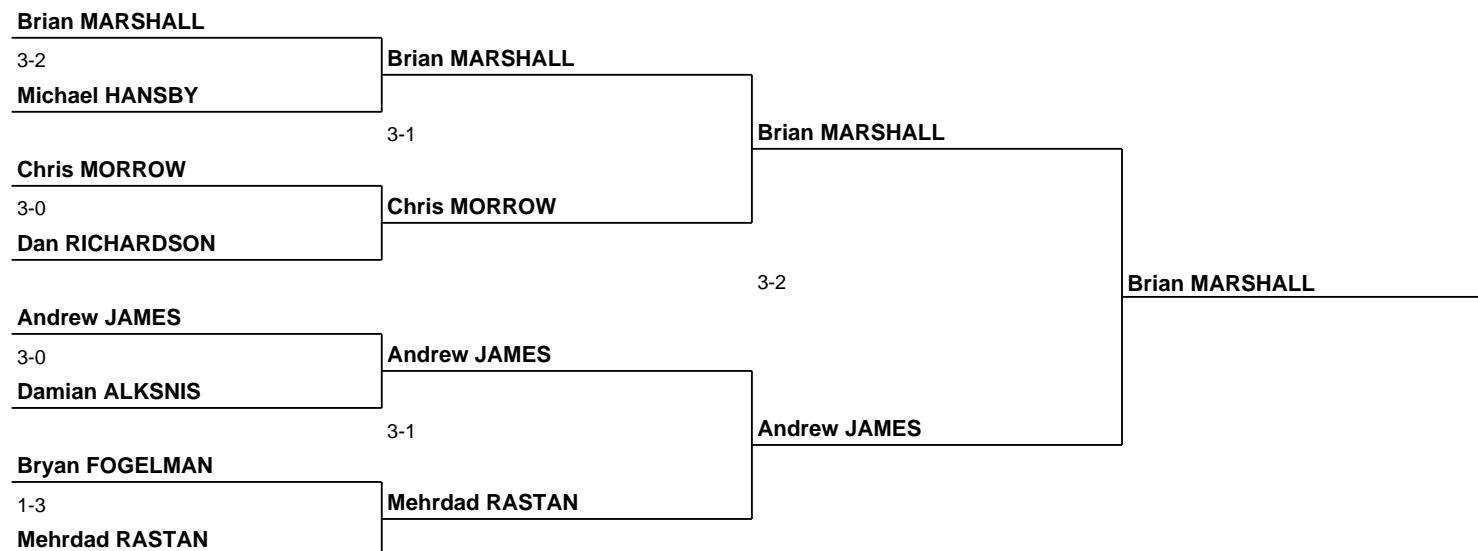 Brian MARSHALL
3-2
Brian MARSHALL
Michael HANSBY
3-1
Brian MARSHALL
Chris MORROW
3-0
Chris MORROW
Dan RICHARDSON
3-2
Brian MARSHALL
Andrew JAMES
3-0
Andrew JAMES
Damian ALKSNIS
3-1
Andrew JAMES
Bryan FOGELMAN
1-3
Mehrdad RASTAN
Mehrdad RASTAN